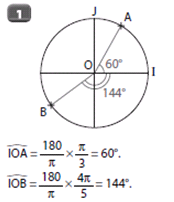 1
J
A
O 60° I
144°
B
IOA = 180/π × π/3 = 60°.
IOB = 180/π × 4π/5 = 144°.